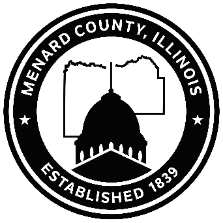 MENARD COUNTY, ILLINOIS
ESTABLISHED 1839